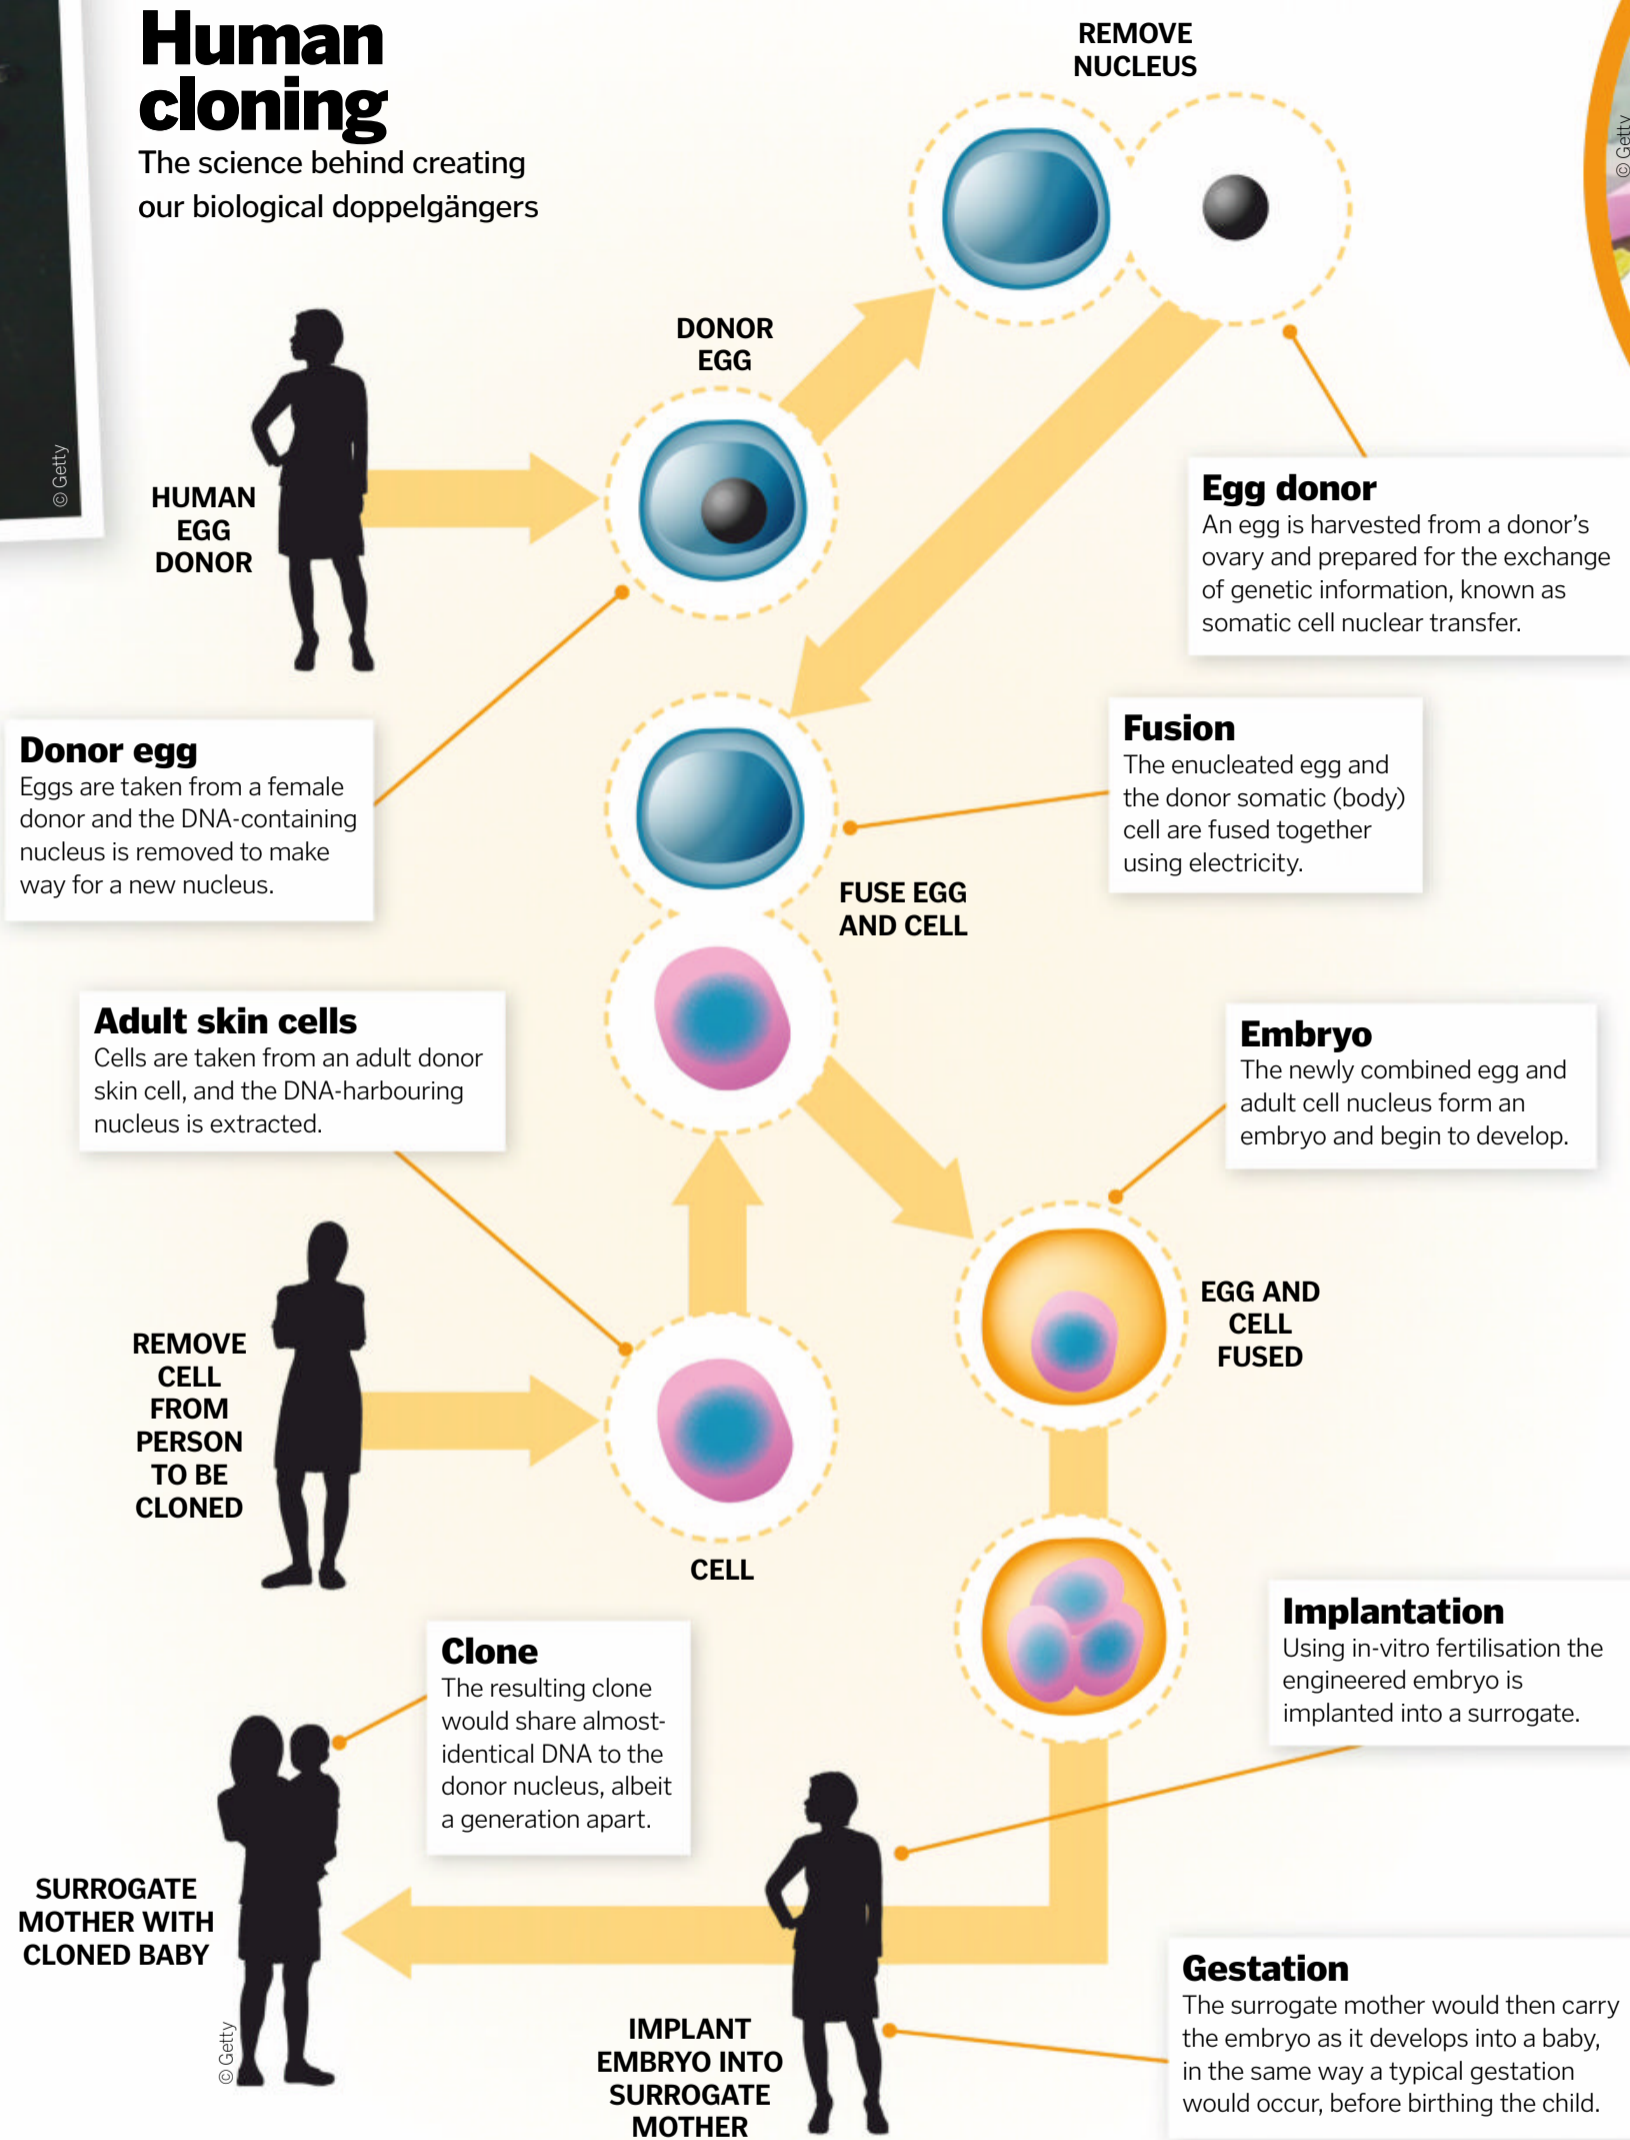 Human
cloning
The science behind creating
our biological doppelgängers
REMOVE
NUCLEUS
© Getty
DONOR
EGG
© Getty
HUMAN
EGG
DONOR
Egg donor
An egg is harvested from a donor’s
ovary and prepared for the exchange
of genetic information, known as
somatic cell nuclear transfer.
Donor egg
Eggs are taken from a female
donor and the DNA-containing
nucleus is removed to make
way for a new nucleus.
Fusion
The enucleated egg and
the donor somatic (body)
cell are fused together
using electricity.
FUSE EGG
AND CELL
Adult skin cells
Cells are taken from an adult donor
skin cell, and the DNA-harbouring
nucleus is extracted.
Embryo
The newly combined egg and
adult cell nucleus form an
embryo and begin to develop.
EGG AND
CELL
FUSED
REMOVE
CELL
FROM
PERSON
TO BE
CLONED
CELL
Implantation
Using in-vitro fertilisation the
engineered embryo is
implanted into a surrogate.
Clone
The resulting clone
would share almost-
identical DNA to the
donor nucleus, albeit
a generation apart.
SURROGATE
MOTHER WITH
CLONED BABY
© Getty
IMPLANT
EMBRYO INTO
SURROGATE
MOTHER
Gestation
The surrogate mother would then carry
the embryo as it develops into a baby,
in the same way a typical gestation
would occur, before birthing the child.